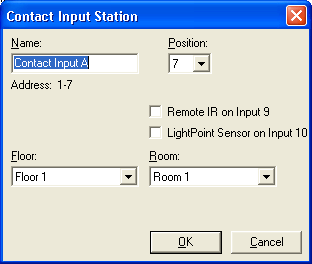 Contact Input Station
Name:
Position:
Contact Input A
7
Address: 1-7
Remote IR on Input 9
LightPoint Sensor on Input 10
Floor:
Room:
Floor 1
Room 1
OK
Cancel